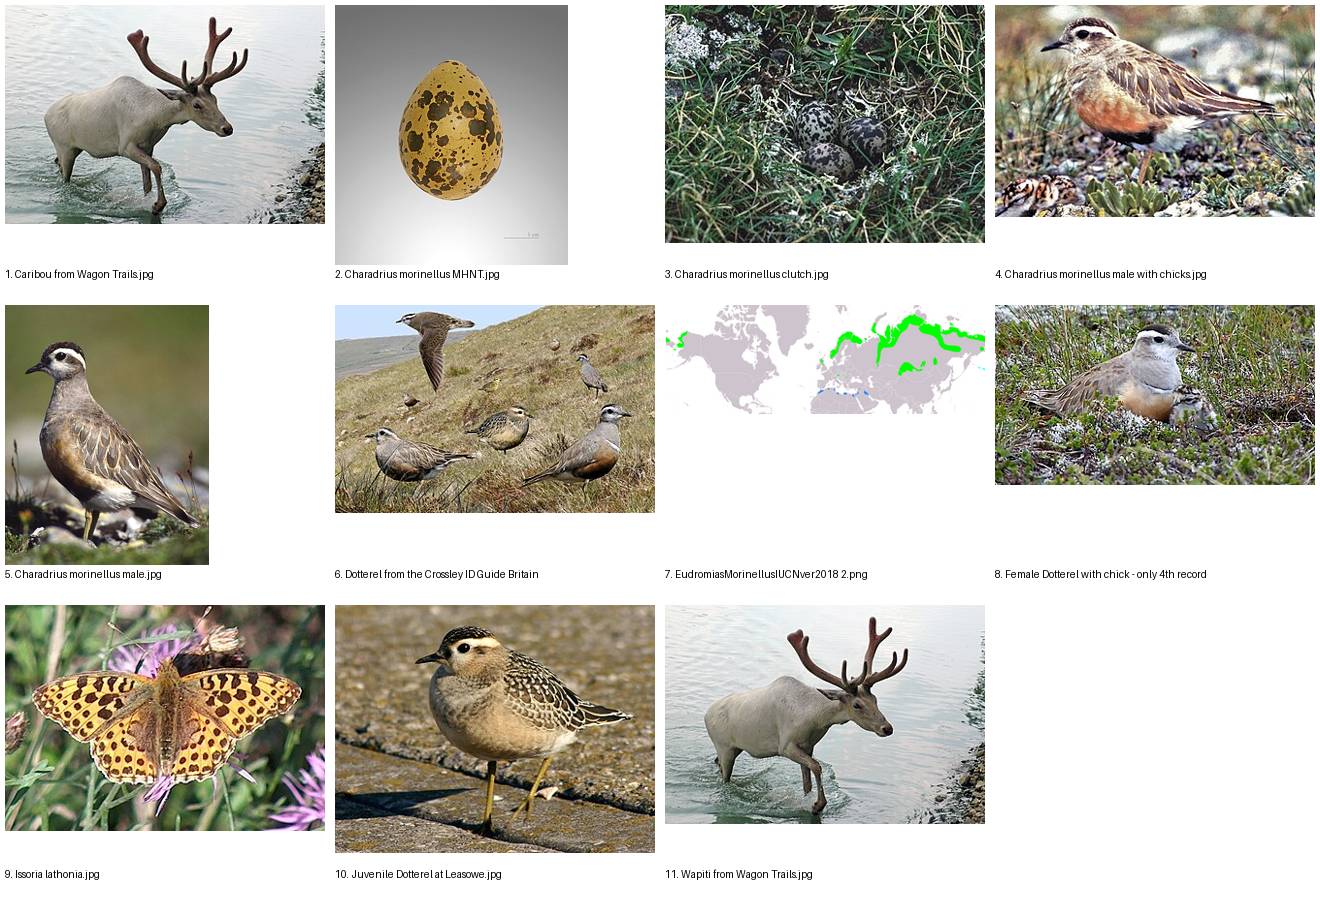 1. Caribou from Wagon Trails.jpg
2. Charadrius morinellus MHNT.jpg
3. Charadrius morinellus clutch.jpg
4. Charadrius morinellus male with chicks.jpg
5. Charadrius morinellus male.jpg
6. Dotterel from the Crossley ID Guide Britain
7. EudromiasMorinellusIUCNver2018 2.png
8. Female Dotterel with chick - only 4th record
9. Issoria lathonia.jpg
10. Juvenile Dotterel at Leasowe.jpg
11. Wapiti from Wagon Trails.jpg